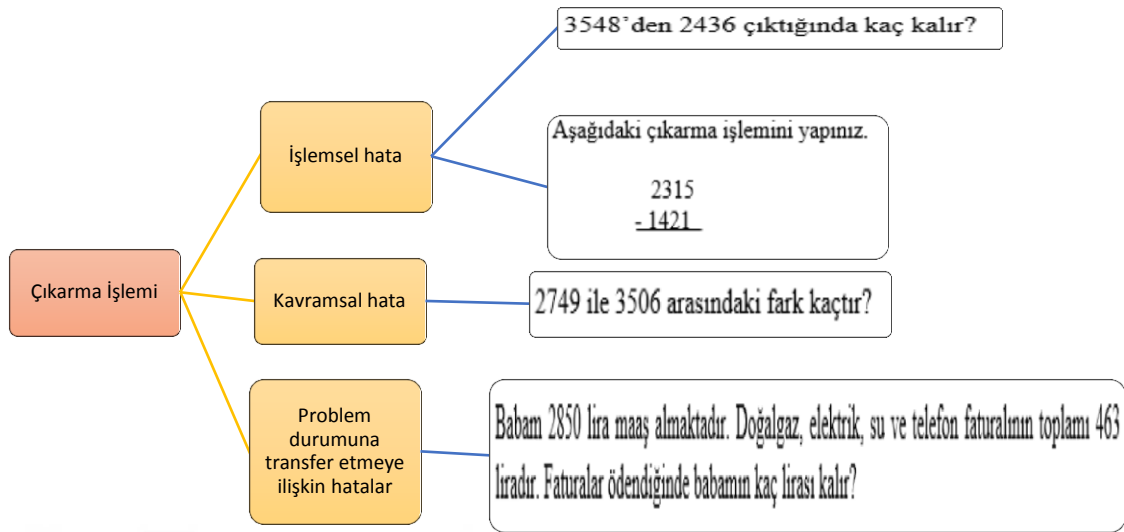 3548’den 2436 çıktığında kaç kalır?
İşlemsel hata
Aşağıdaki çıkarma işlemini yapınız.
2315
- 1421
Çıkarma İşlemi
Kavramsal hata
2749 ile 3506 arasındaki fark kaçtır?
Problem
durumuna
transfer etmeye
ilişkin hatalar
Babam 2850 lira maaş almaktadır. Doğalgaz, elektrik, su ve telefon faturalının toplamı 463
liradır. Faturalar ödendiğinde babamın kaç lirası kalır?